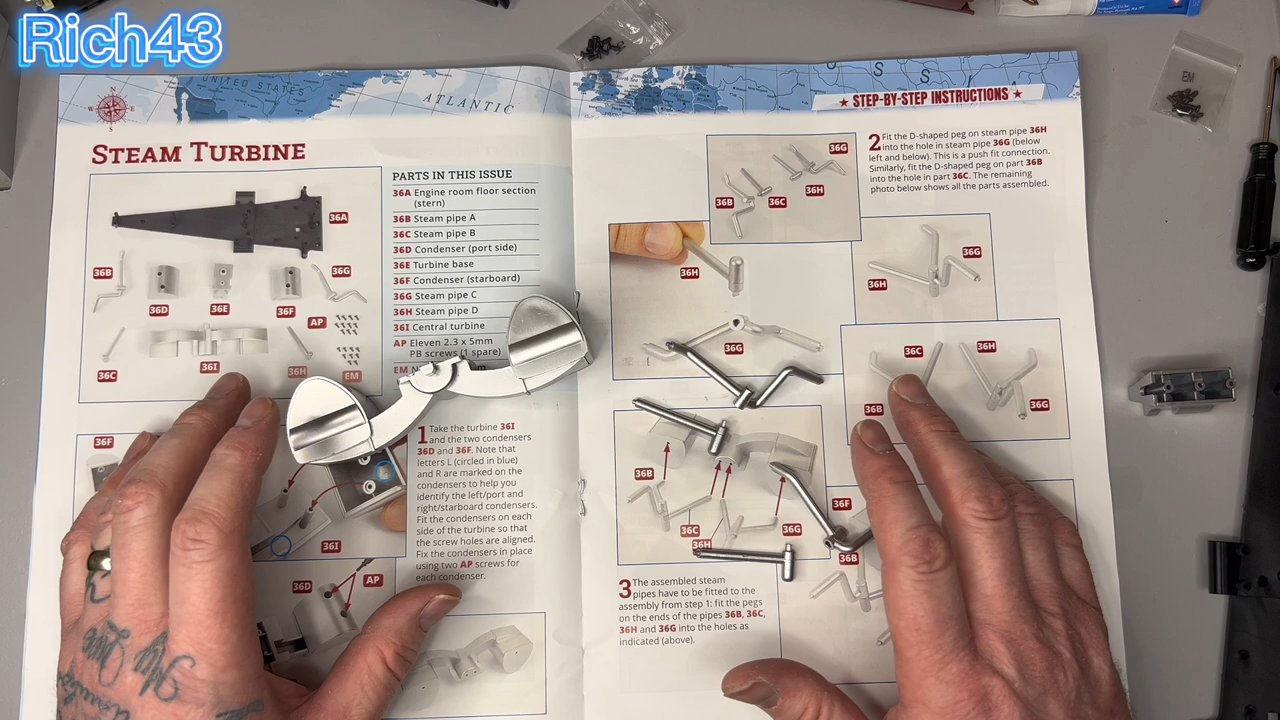 Rich43
UNITED STATES
ATLANTIC
S S I A
★ STEP-BY-STEP INSTRUCTIONS ★
N
W E
S
STEAM TURBINE
36A
36B
36D
36E
36F
36G
AP
36C
36I
36H
EM
PARTS IN THIS ISSUE
36A Engine room floor section
(stern)
36B Steam pipe A
36C Steam pipe B
36D Condenser (port side)
36E Turbine base
36F Condenser (starboard)
36G Steam pipe C
36H Steam pipe D
36I Central turbine
AP Eleven 2.3 x 5mm
PB screws (1 spare)
EM
36F
36I
36D
AP
1 Take the turbine 36I
and the two condensers
36D and 36F. Note that
letters L (circled in blue)
and R are marked on the
condensers to help you
identify the left/port and
right/starboard condensers.
Fit the condensers on each
side of the turbine so that
the screw holes are aligned.
Fix the condensers in place
using two AP screws for
each condenser.
36G
36H
36B
36C
2 Fit the D-shaped peg on steam pipe 36H
into the hole in steam pipe 36G (below
left and below). This is a push fit connection.
Similarly, fit the D-shaped peg on part 36B
into the hole in part 36C. The remaining
photo below shows all the parts assembled.
36H
36G
36G
36H
36C
36H
36B
36G
36B
36C
36H
36G
36F
36B
3 The assembled steam
pipes have to be fitted to the
assembly from step 1: fit the pegs
on the ends of the pipes 36B, 36C,
36H and 36G into the holes as
indicated (above).
EM